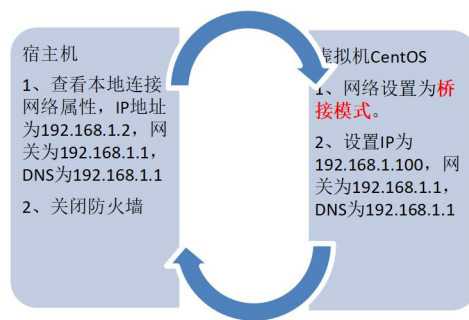 宿主机
1、查看本地连接
网络属性，IP地址
为192.168.1.2，网
关为192.168.1.1，
DNS为192.168.1.1
2、关闭防火墙
虚拟机CentOS
1、网络设置为桥
接模式。
2、设置IP为
192.168.1.100，网
关为192.168.1.1，
DNS为192.168.1.1